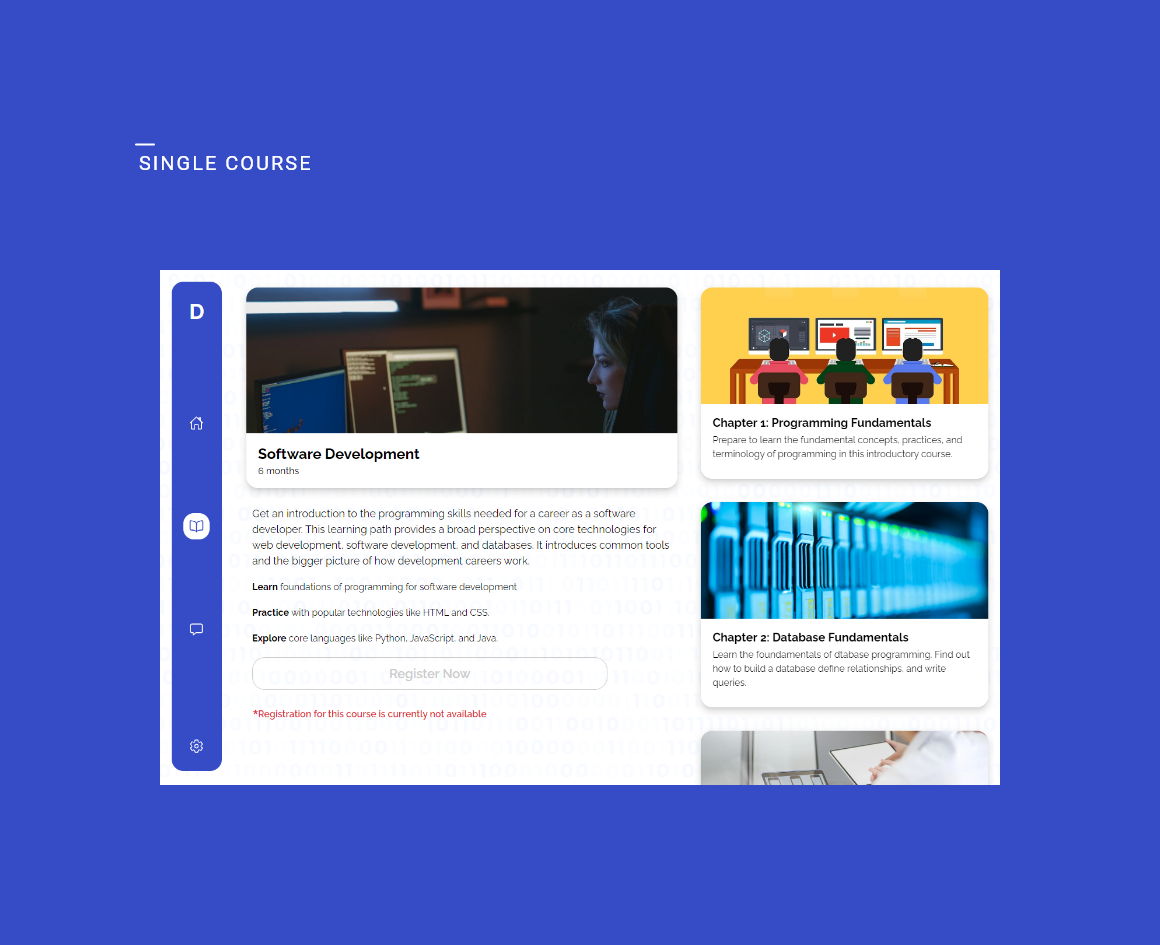 SINGLE COURSE
D
Software Development
6 months
Get an introduction to the programming skills needed for a career as a software
developer. This learning path provides a broad perspective on core technologies for
web development, software development, and databases. It introduces common tools
and the bigger picture of how development careers work.
Learn foundations of programming for software development
Practice with popular technologies like HTML and CSS.
Explore core languages like Python, JavaScript, and Java.
Register Now
*Registration for this course is currently not available
Chapter 1: Programming Fundamentals
Prepare to learn the fundamental concepts, practices, and
terminology of programming in this introductory course.
Chapter 2: Database Fundamentals
Learn the foundamentals of dtabase programming. Find out
how to build a database define relationships, and write
queries.